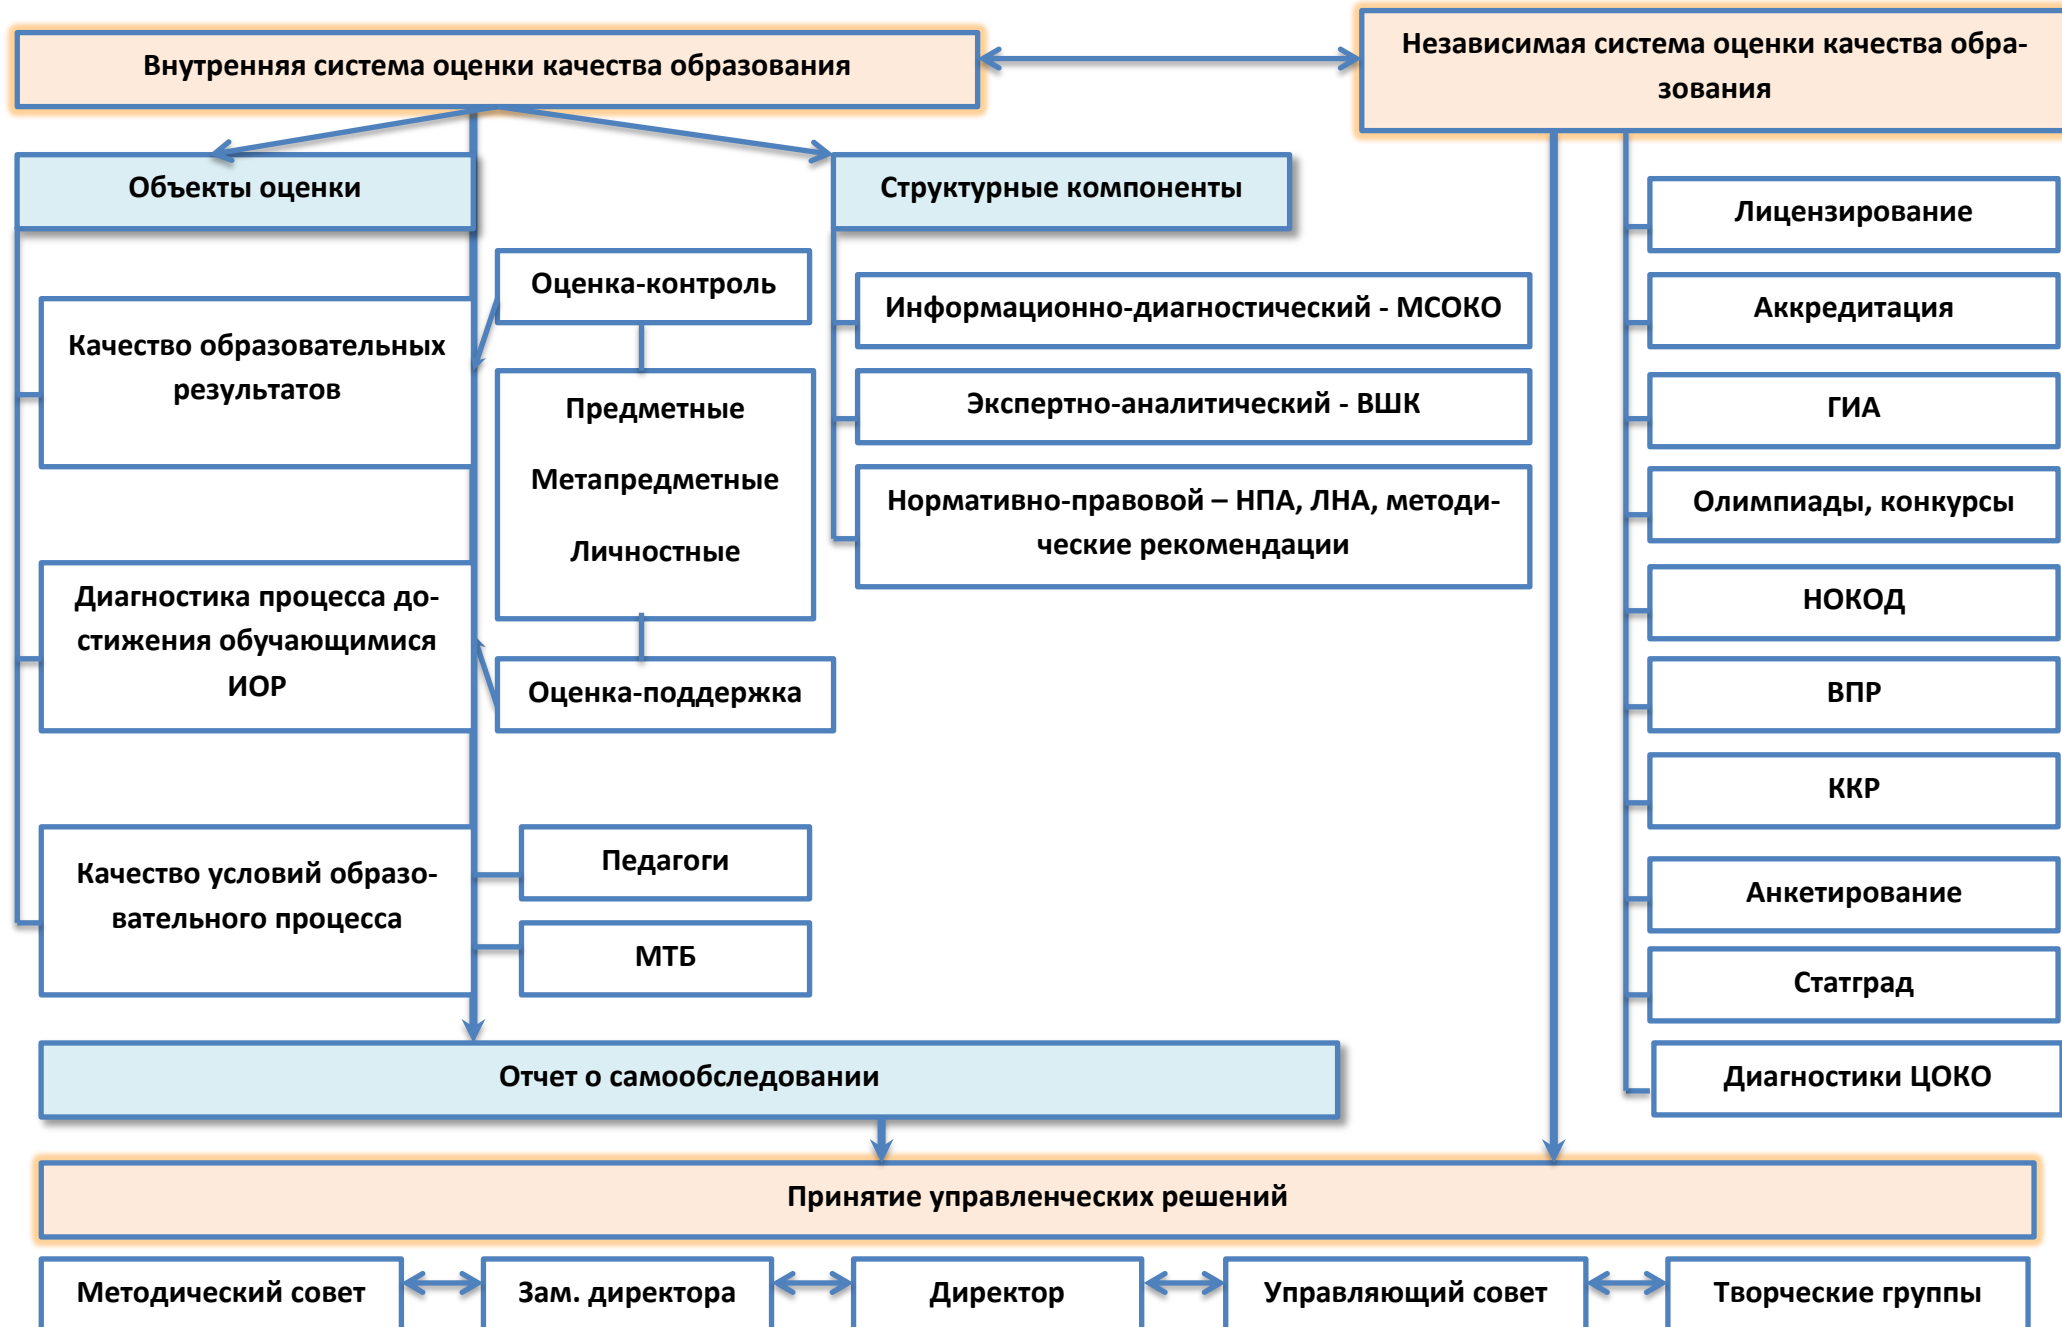 Внутренняя система оценки качества образования
Независимая система оценки качества обра-
зования
Объекты оценки
Структурные компоненты
Качество образовательных
результатов
Диагностика процесса до-
стижения обучающимися
ИОР
Качество условий образо-
вательного процесса
Оценка-контроль
Предметные
Метапредметные
Личностные
Оценка-поддержка
Педагоги
МТБ
Информационно-диагностический - МСОКО
Экспертно-аналитический - ВШК
Нормативно-правовой – НПА, ЛНА, методи-
ческие рекомендации
Лицензирование
Аккредитация
ГИА
Олимпиады, конкурсы
НОКОД
ВПР
ККР
Анкетирование
Статград
Диагностики ЦОКО
Отчет о самообследовании
Принятие управленческих решений
Методический совет
Зам. директора
Директор
Управляющий совет
Творческие группы